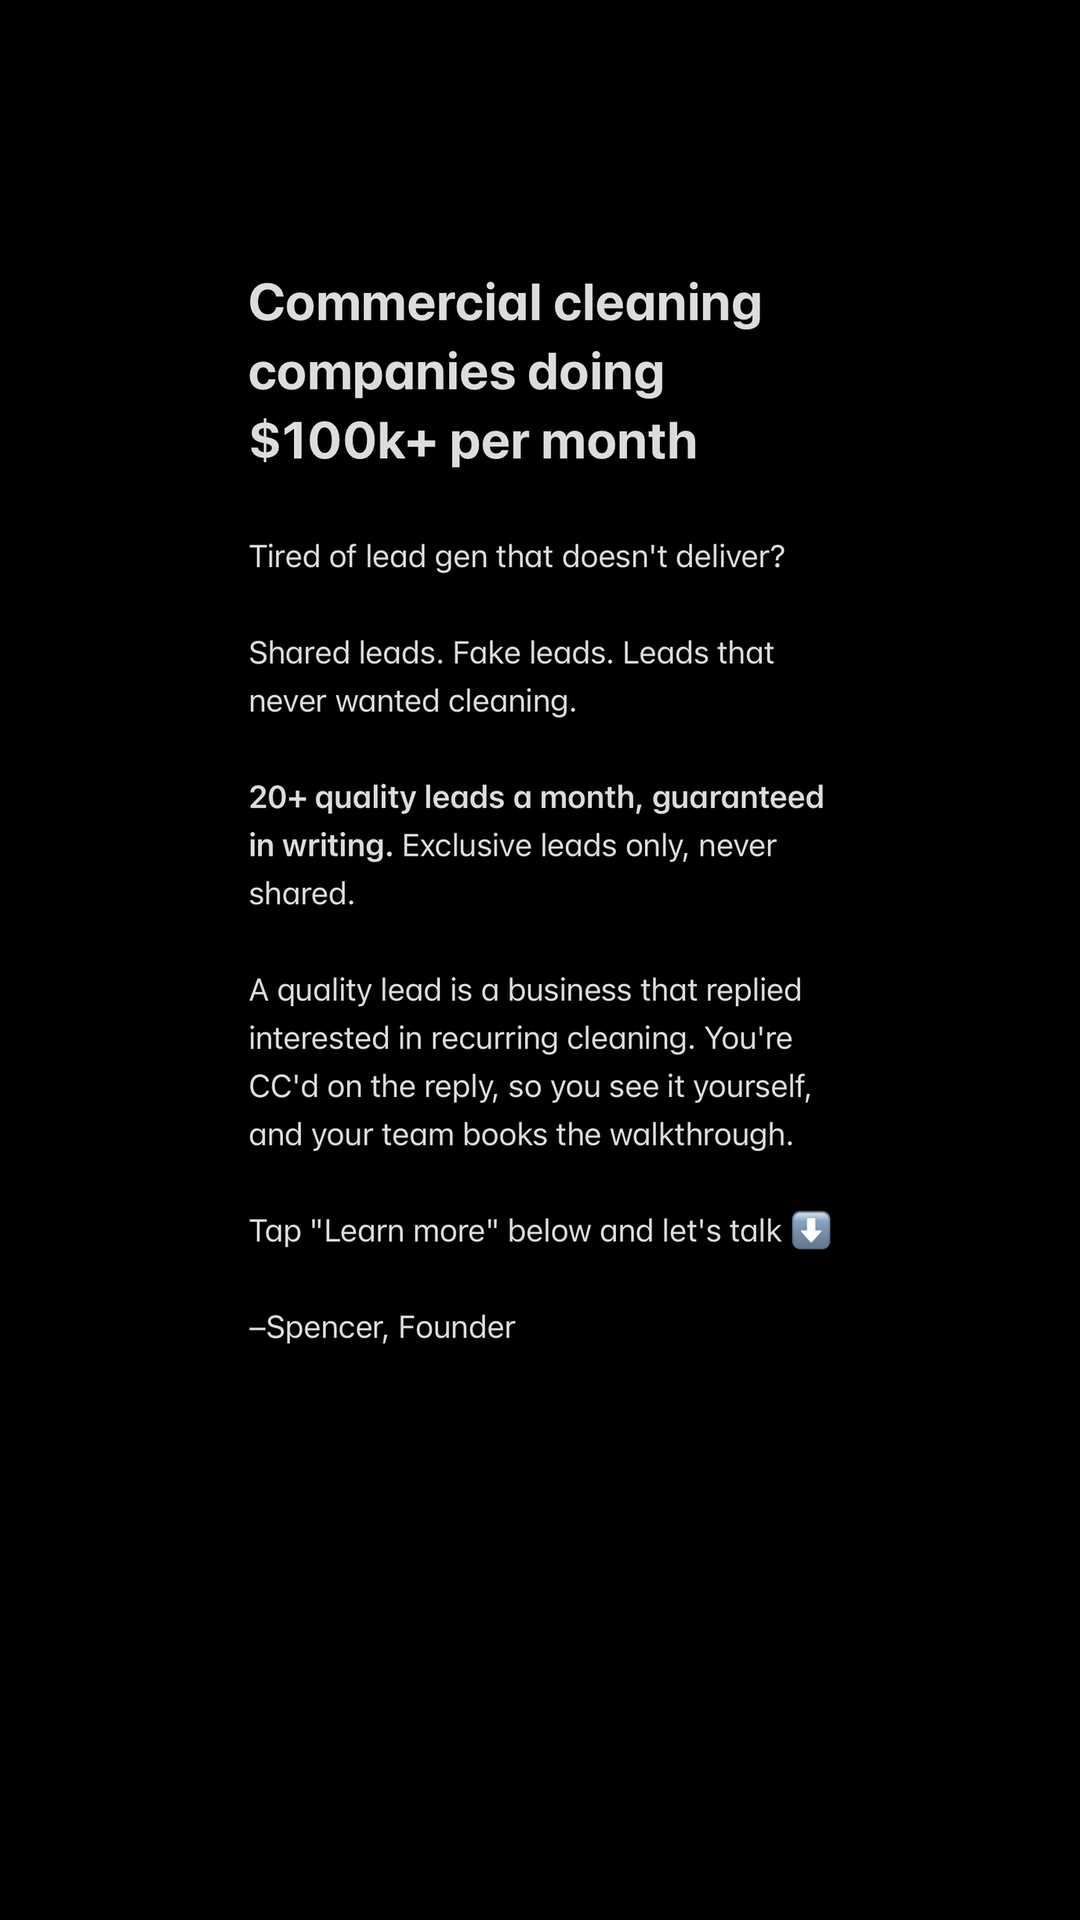 Commercial cleaning
companies doing
$100k+ per month
Tired of lead gen that doesn't deliver?
Shared leads. Fake leads. Leads that
never wanted cleaning.
20+ quality leads a month, guaranteed
in writing. Exclusive leads only, never
shared.
A quality lead is a business that replied
interested in recurring cleaning. You're
CC'd on the reply, so you see it yourself,
and your team books the walkthrough.
Tap "Learn more" below and let's talk ⬇️
–Spencer, Founder